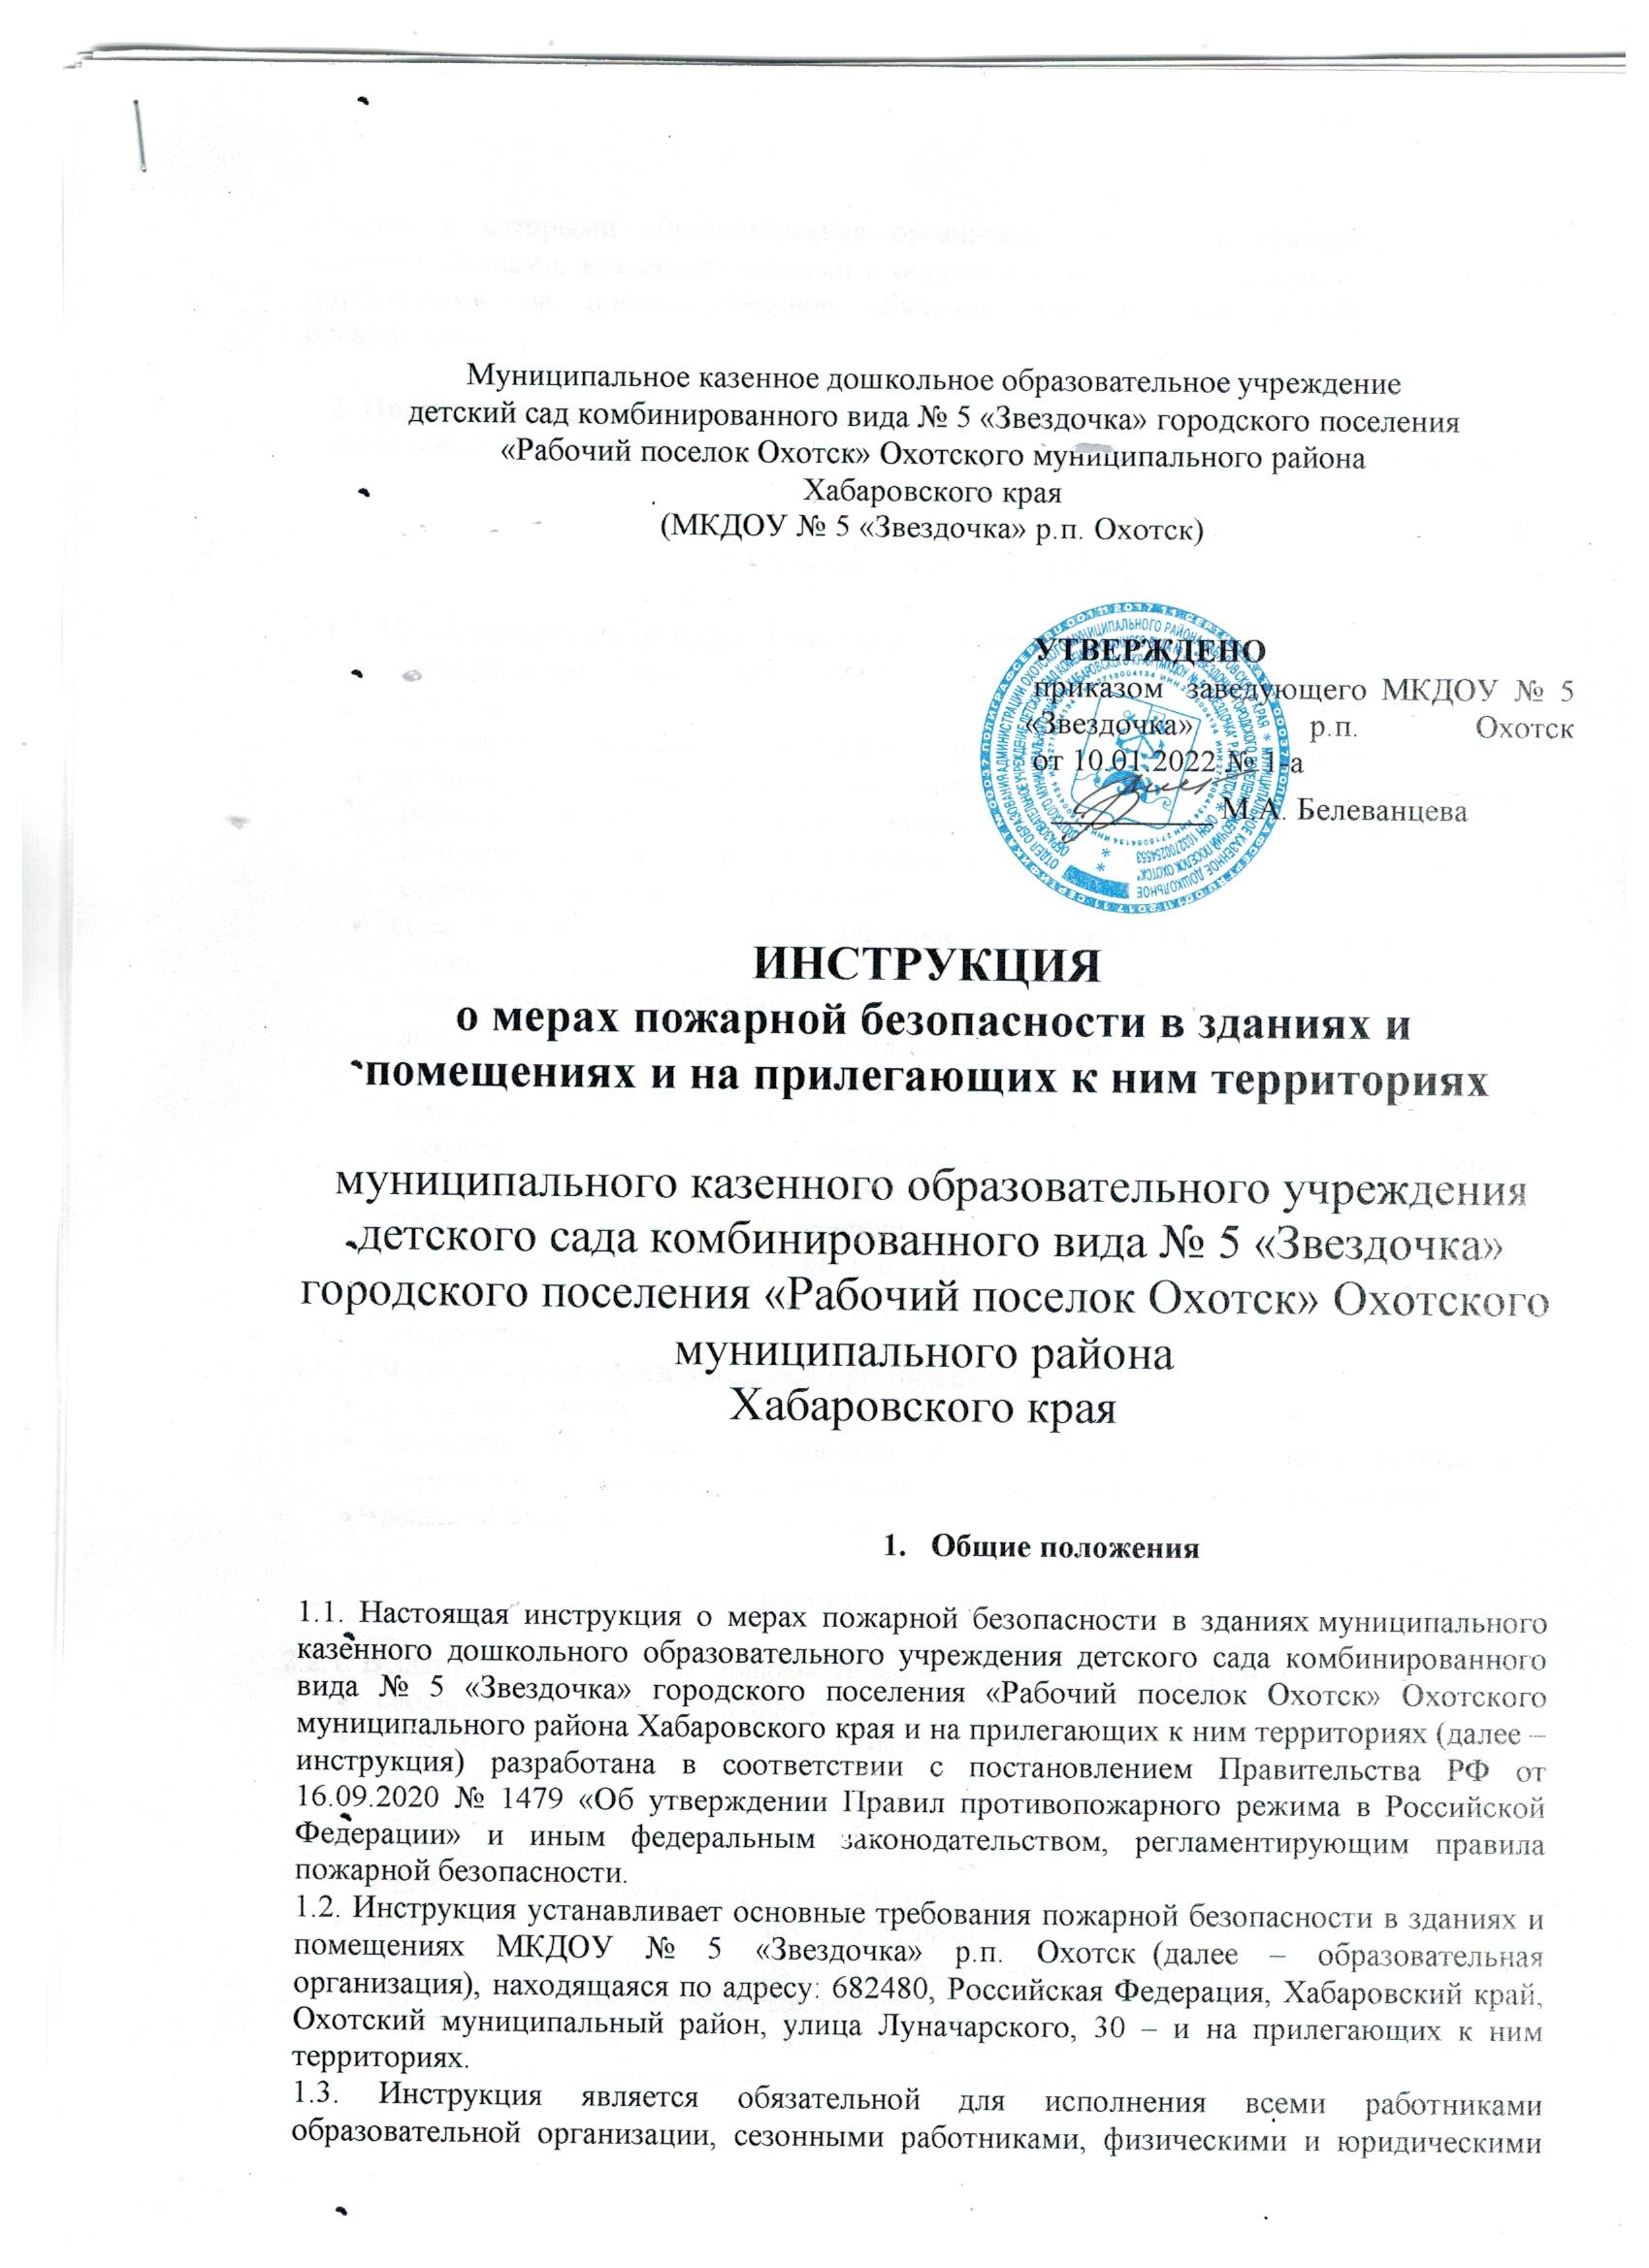 Муниципальное казенное дошкольное образовательное учреждение
детский сад комбинированного вида № 5 «Звездочка» городского поселения
«Рабочий поселок Охотск» Охотского муниципального района
Хабаровского края
(МКДОУ № 5 «Звездочка» р.п. Охотск)
УТВЕРЖДЕНО
приказом заведующего МКДОУ № 5
«Звездочка» р.п. Охотск
от 10.01.2022 № 1-а
М.А. Белеванцева
ИНСТРУКЦИЯ
о мерах пожарной безопасности в зданиях и
помещениях и на прилегающих к ним территориях
муниципального казенного образовательного учреждения
детского сада комбинированного вида № 5 «Звездочка»
городского поселения «Рабочий поселок Охотск» Охотского
муниципального района
Хабаровского края
1. Общие положения
1.1. Настоящая инструкция о мерах пожарной безопасности в зданиях муниципального
казенного дошкольного образовательного учреждения детского сада комбинированного
вида № 5 «Звездочка» городского поселения «Рабочий поселок Охотск» Охотского
муниципального района Хабаровского края и на прилегающих к ним территориях (далее –
инструкция) разработана в соответствии с постановлением Правительства РФ от
16.09.2020 № 1479 «Об утверждении Правил противопожарного режима в Российской
Федерации» и иным федеральным законодательством, регламентирующим правила
пожарной безопасности.
1.2. Инструкция устанавливает основные требования пожарной безопасности в зданиях и
помещениях МКДОУ № 5 «Звездочка» р.п. Охотск (далее – образовательная
организация), находящаяся по адресу: 682480, Российская Федерация, Хабаровский край,
Охотский муниципальный район, улица Луначарского, 30 – и на прилегающих к ним
территориях.
1.3. Инструкция является обязательной для исполнения всеми работниками
образовательной организации, сезонными работниками, физическими и юридическими